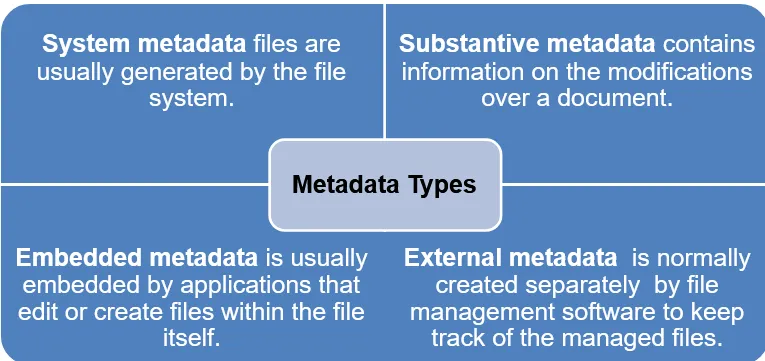 System metadata files are
usually generated by the file
system.
Substantive metadata contains
information on the modifications
over a document.
Metadata Types
Embedded metadata is usually
embedded by applications that
edit or create files within the file
itself.
External metadata is normally
created separately by file
management software to keep
track of the managed files.